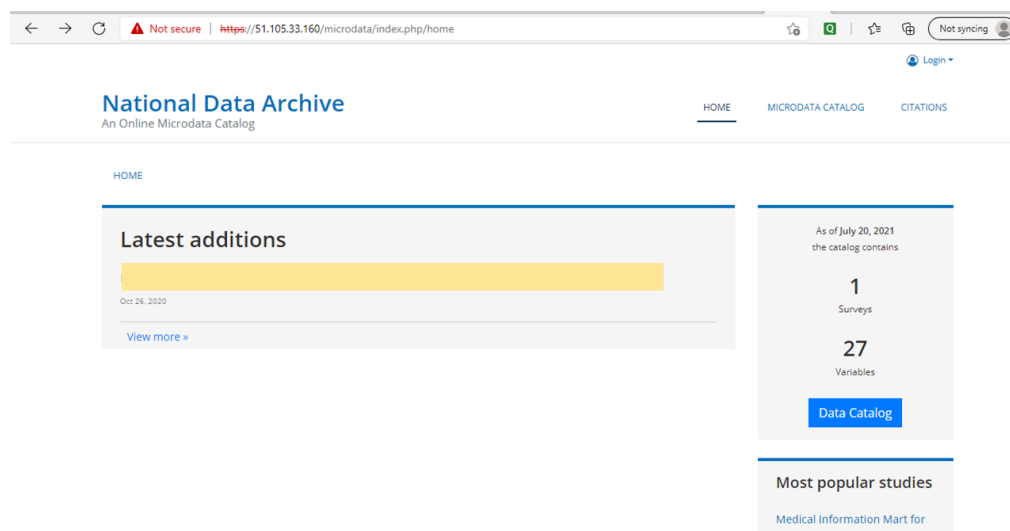 Not secure | https://51.105.33.160/microdata/index.php/home
Q
Not syncing
Login
National Data Archive
An Online Microdata Catalog
HOME
MICRODATA CATALOG
CITATIONS
HOME
Latest additions
Oct 26, 2020
View more »
As of July 20, 2021
the catalog contains
1
Surveys
27
Variables
Data Catalog
Most popular studies
Medical Information Mart for